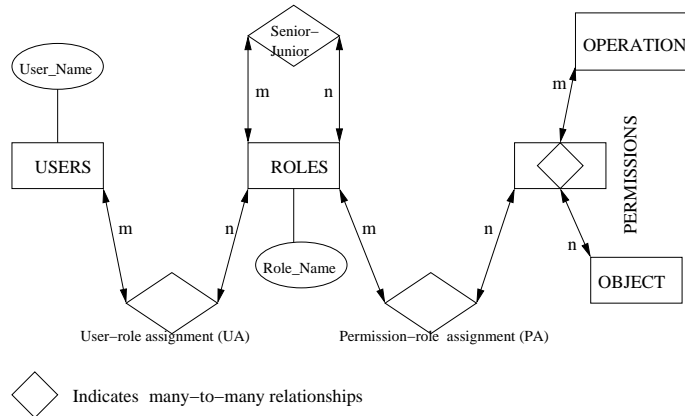 Senior–
Junior
OPERATION
User_Name
m
n
m
USERS
ROLES
PERMISSIONS
m
n
m
n
n
Role_Name
OBJECT
User–role assignment (UA)
Permission–role assignment (PA)
Indicates many–to–many relationships